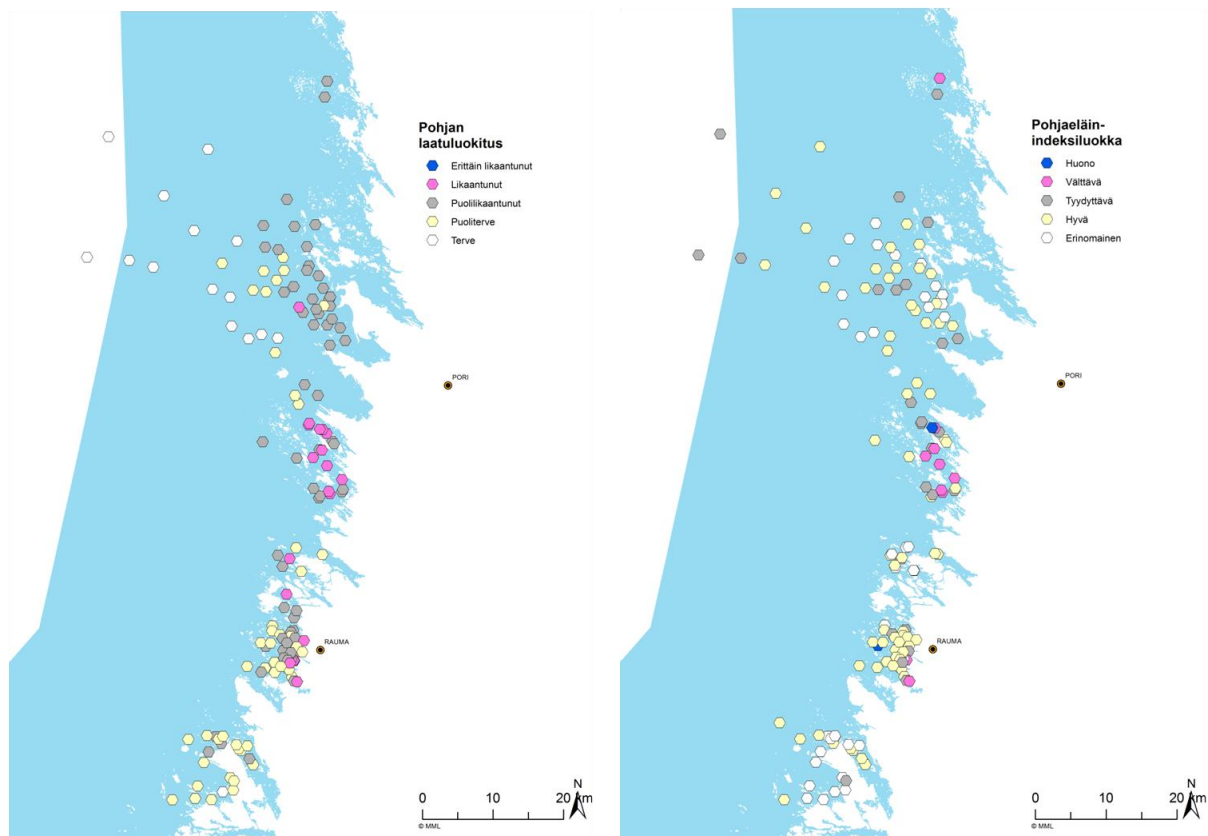 Pohjan
laatuluokitus
Erittäin likaantunut
Likaantunut
Puolilikaantunut
Puoliterve
Terve
PORI
RAUMA
N
0 10 20 km
© MML
Pohjaeläin-
indeksiluokka
Huono
Välttävä
Tyydyttävä
Hyvä
Erinomainen
PORI
RAUMA
N
0 10 20 km
© MML